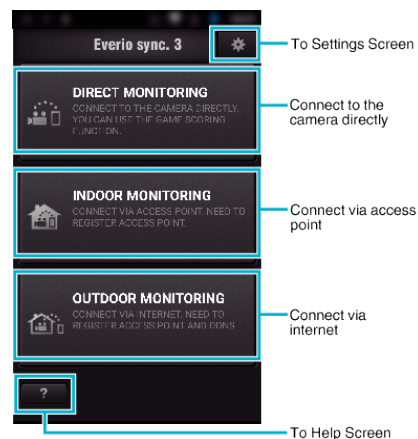 Everio sync. 3
To Settings Screen
DIRECT MONITORING
CONNECT TO THE CAMERA DIRECTLY.
YOU CAN USE THE GAME SCORING
FUNCTION.
Connect to the
camera directly
INDOOR MONITORING
CONNECT VIA ACCESS POINT. NEED TO
REGISTER ACCESS POINT.
Connect via access
point
OUTDOOR MONITORING
CONNECT VIA INTERNET. NEED TO
REGISTER ACCESS POINT AND DDNS
Connect via
internet
?
To Help Screen